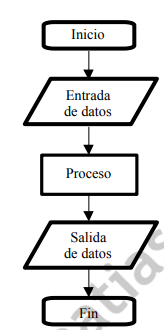 Inicio
Entrada
de datos
Proceso
Salida
de datos
Fin